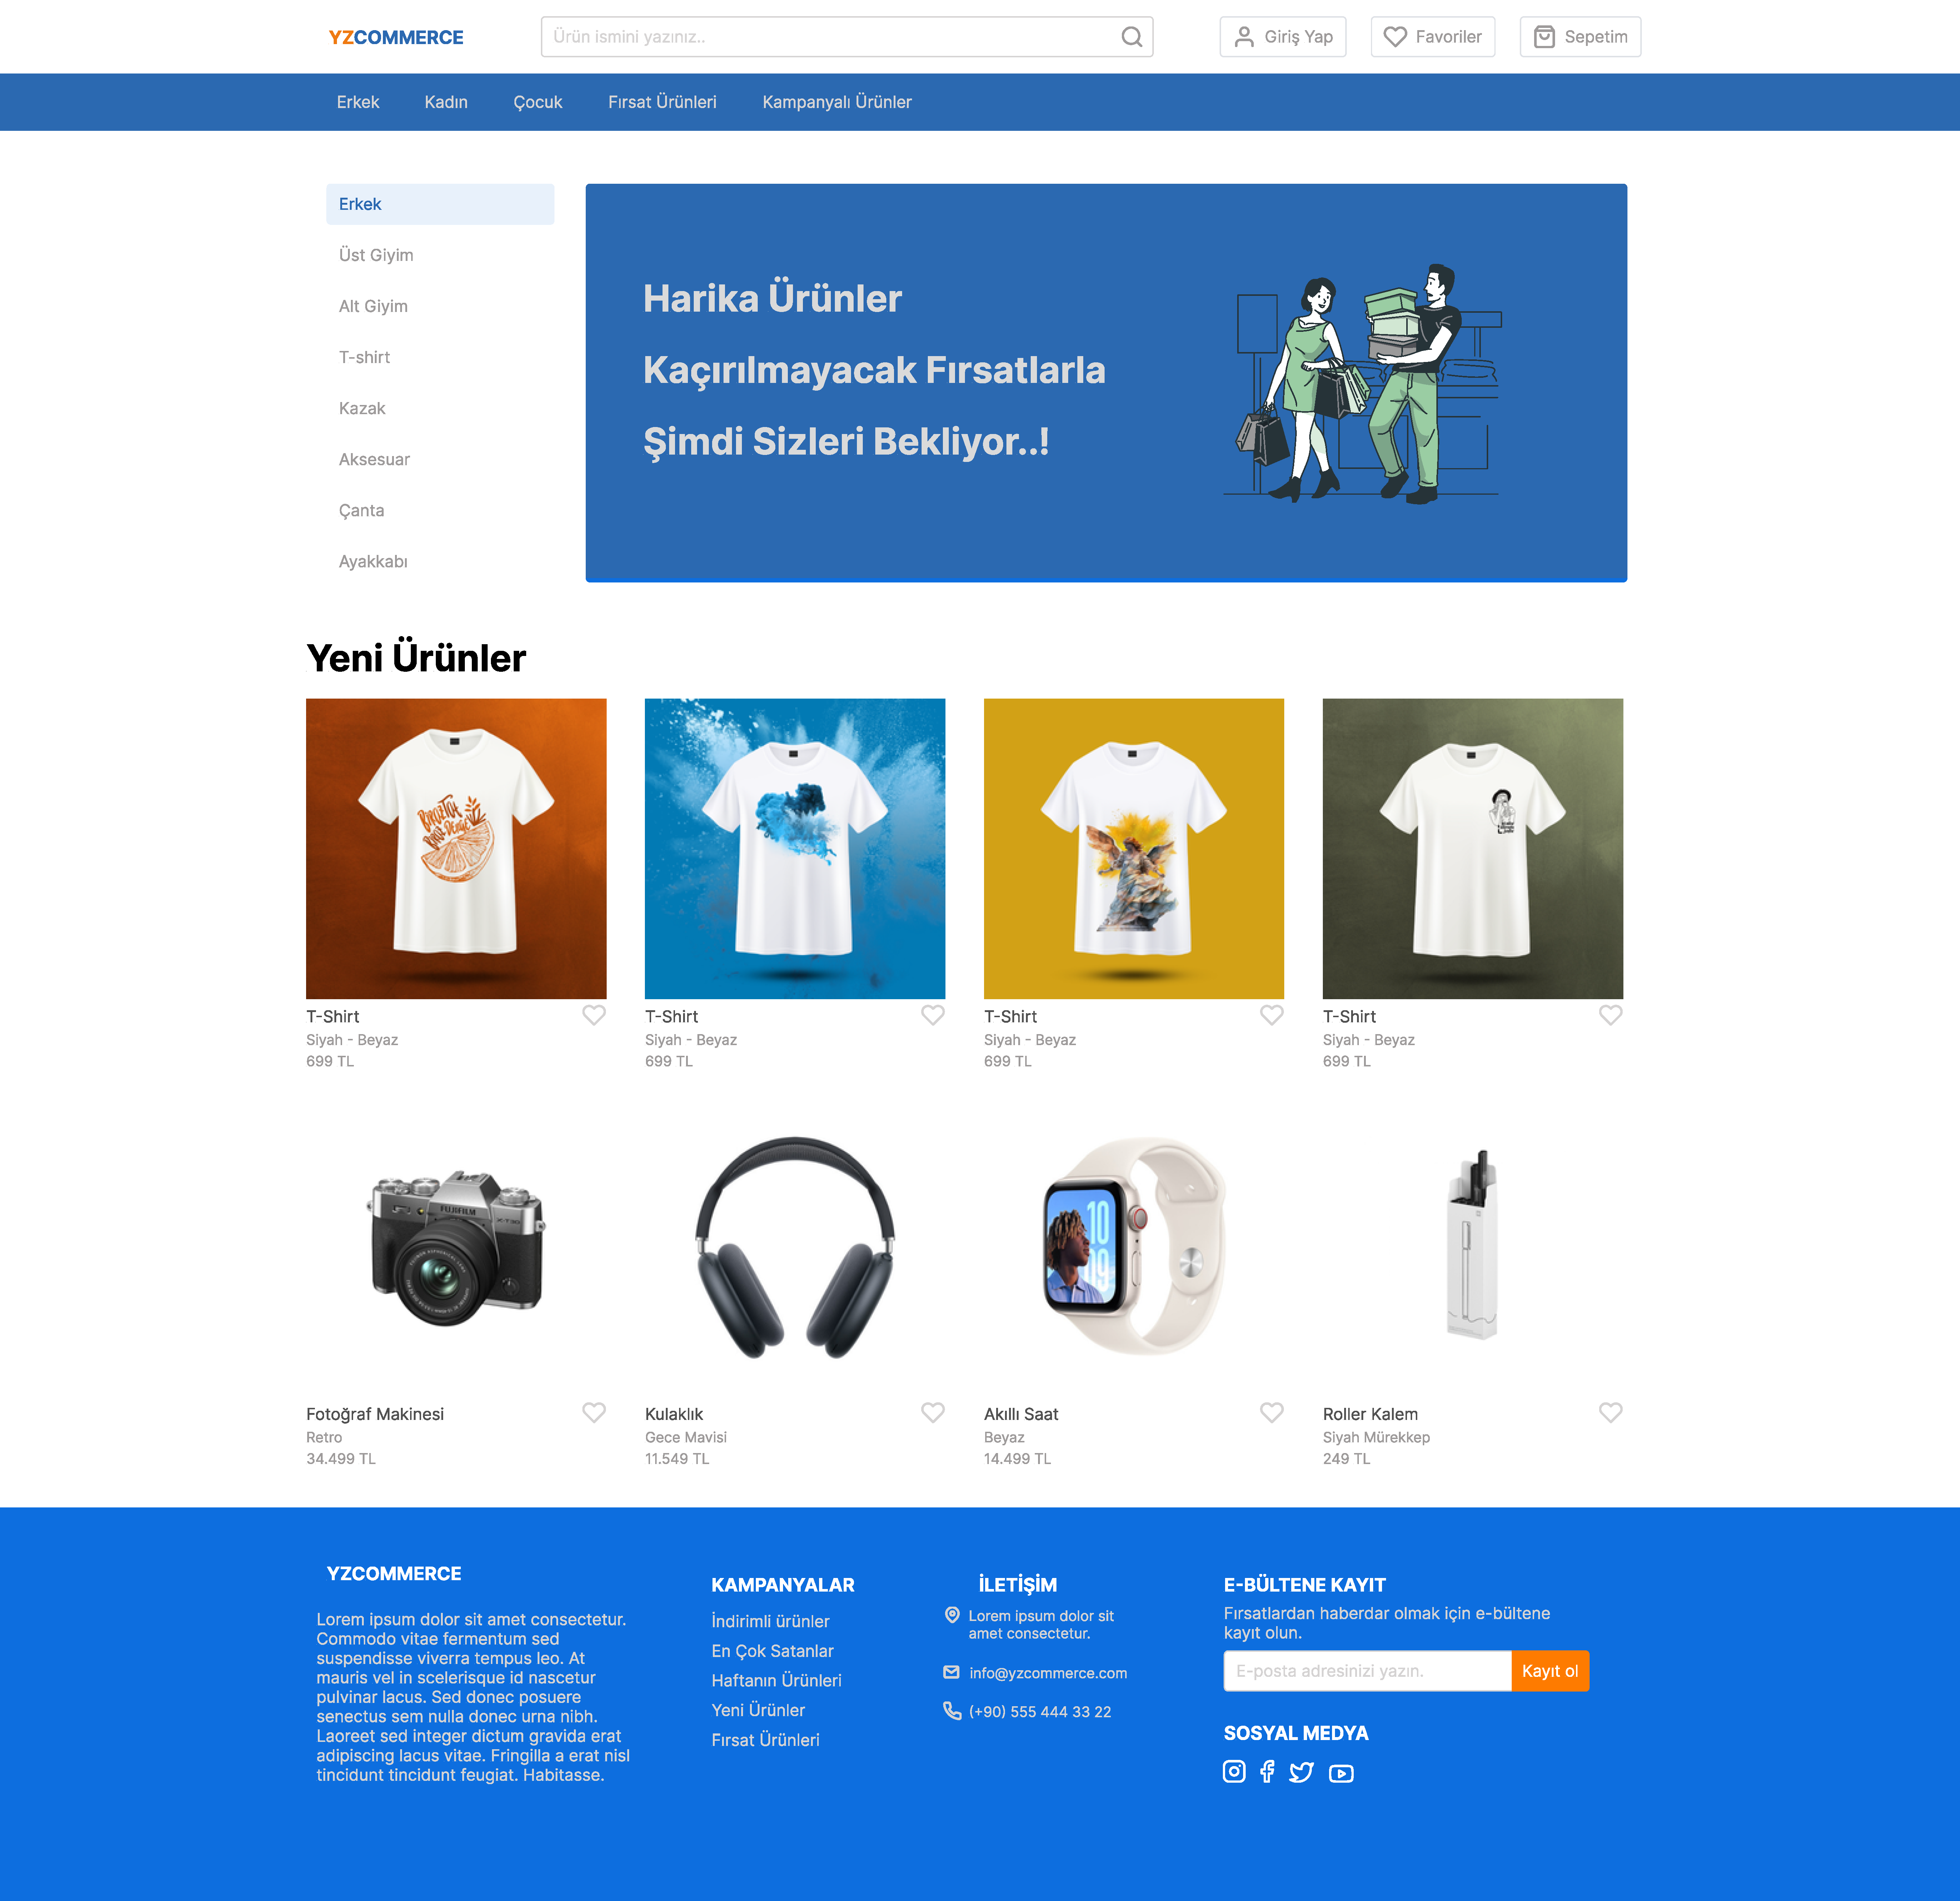 YZCOMMERCE
Ürün ismini yazınız..
Giriş Yap
Favoriler
Sepetim
Erkek
Kadın
Çocuk
Fırsat Ürünleri
Kampanyalı Ürünler
Erkek
Üst Giyim
Alt Giyim
T-shirt
Kazak
Aksesuar
Çanta
Ayakkabı
Harika Ürünler
Kaçırılmayacak Fırsatlarla
Şimdi Sizleri Bekliyor..!
Yeni Ürünler
T-Shirt
Siyah - Beyaz
699 TL
T-Shirt
Siyah - Beyaz
699 TL
T-Shirt
Siyah - Beyaz
699 TL
T-Shirt
Siyah - Beyaz
699 TL
FUJIFILM
X-T30
10
09
Fotoğraf Makinesi
Retro
34.499 TL
Kulaklık
Gece Mavisi
11.549 TL
Akıllı Saat
Beyaz
14.499 TL
Roller Kalem
Siyah Mürekkep
249 TL
YZCOMMERCE
Lorem ipsum dolor sit amet consectetur.
Commodo vitae fermentum sed
suspendisse viverra tempus leo. At
mauris vel in scelerisque id nascetur
pulvinar lacus. Sed donec posuere
senectus sem nulla donec urna nibh.
Laoreet sed integer dictum gravida erat
adipiscing lacus vitae. Fringilla a erat nisl
tincidunt tincidunt feugiat. Habitasse.
KAMPANYALAR
İndirimli ürünler
En Çok Satanlar
Haftanın Ürünleri
Yeni Ürünler
Fırsat Ürünleri
İLETİŞİM
Lorem ipsum dolor sit
amet consectetur.
info@yzcommerce.com
(+90) 555 444 33 22
E-BÜLTENE KAYIT
Fırsatlardan haberdar olmak için e-bültene
kayıt olun.
E-posta adresinizi yazın.
Kayıt ol
SOSYAL MEDYA